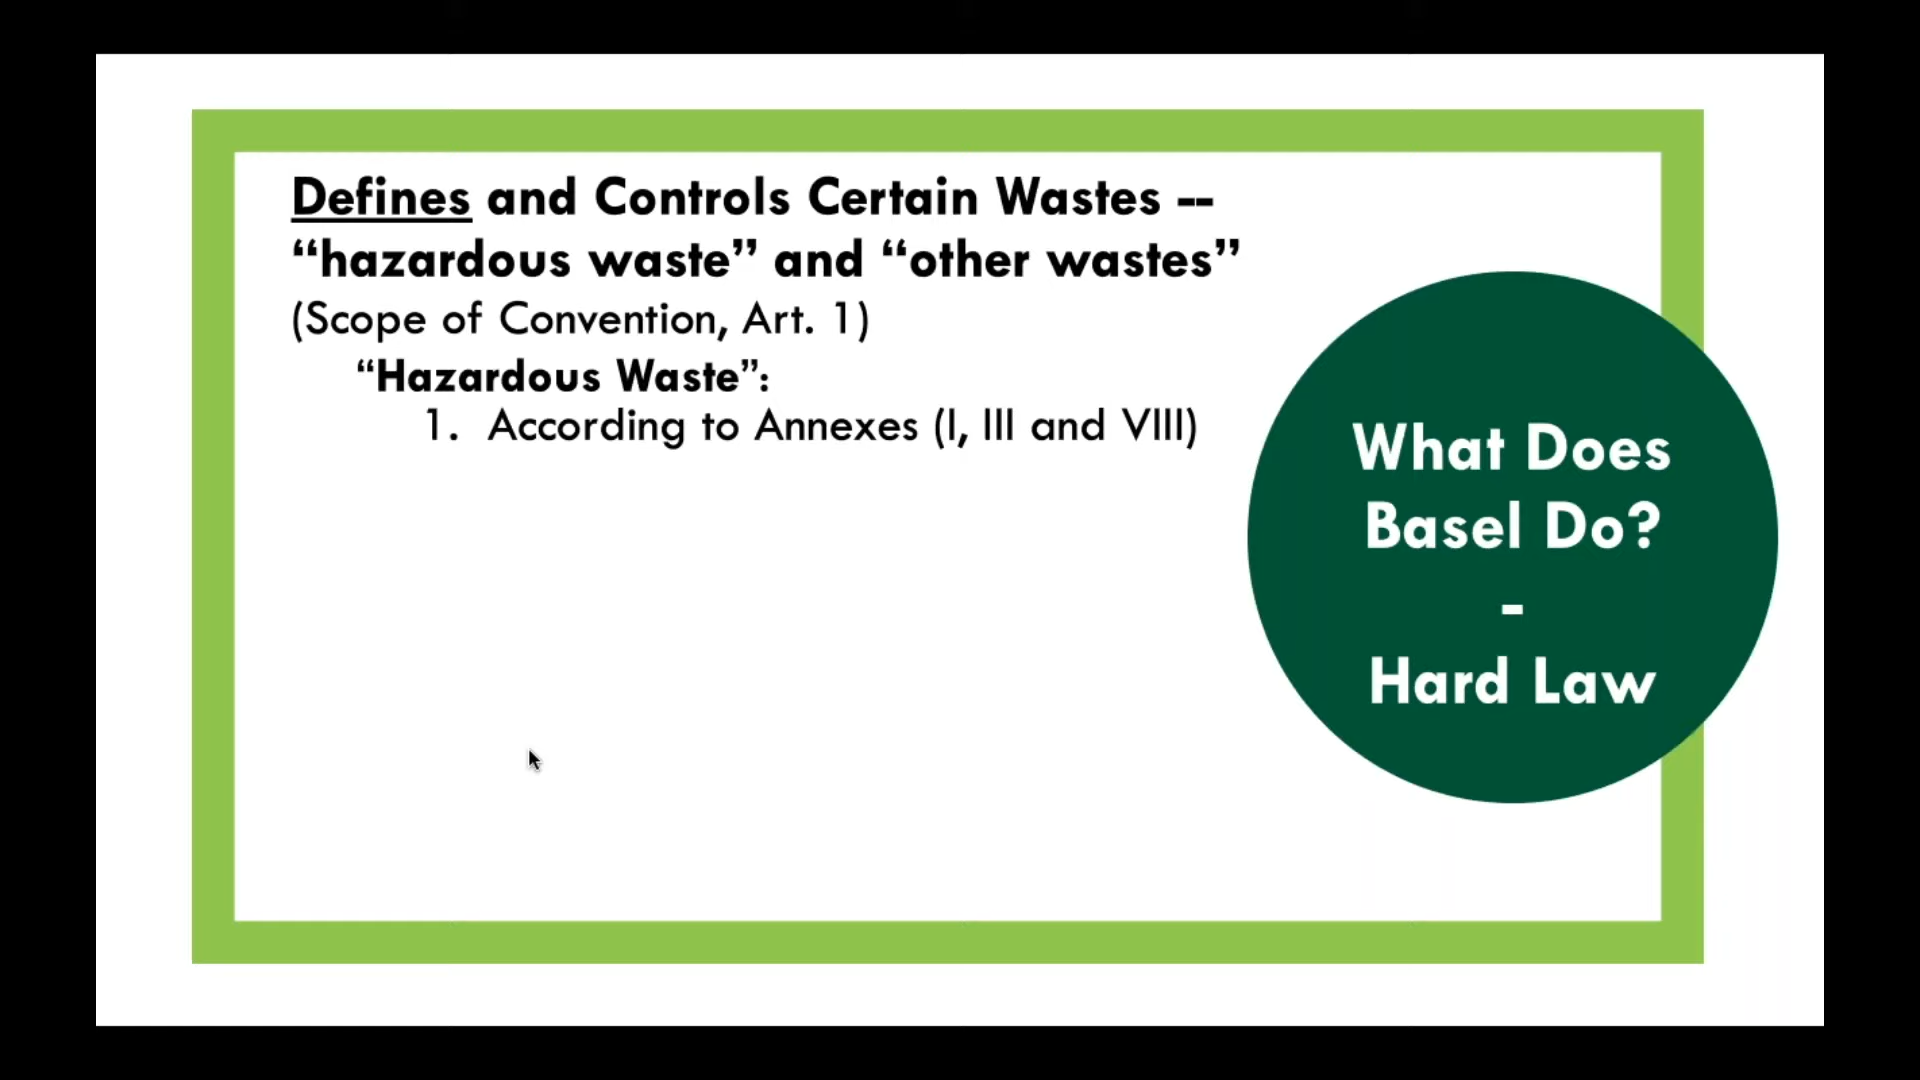 Defines and Controls Certain Wastes --
“hazardous waste” and “other wastes”
(Scope of Convention, Art. 1)
“Hazardous Waste”:
1. According to Annexes (I, III and VIII)
What Does
Basel Do?
-
Hard Law